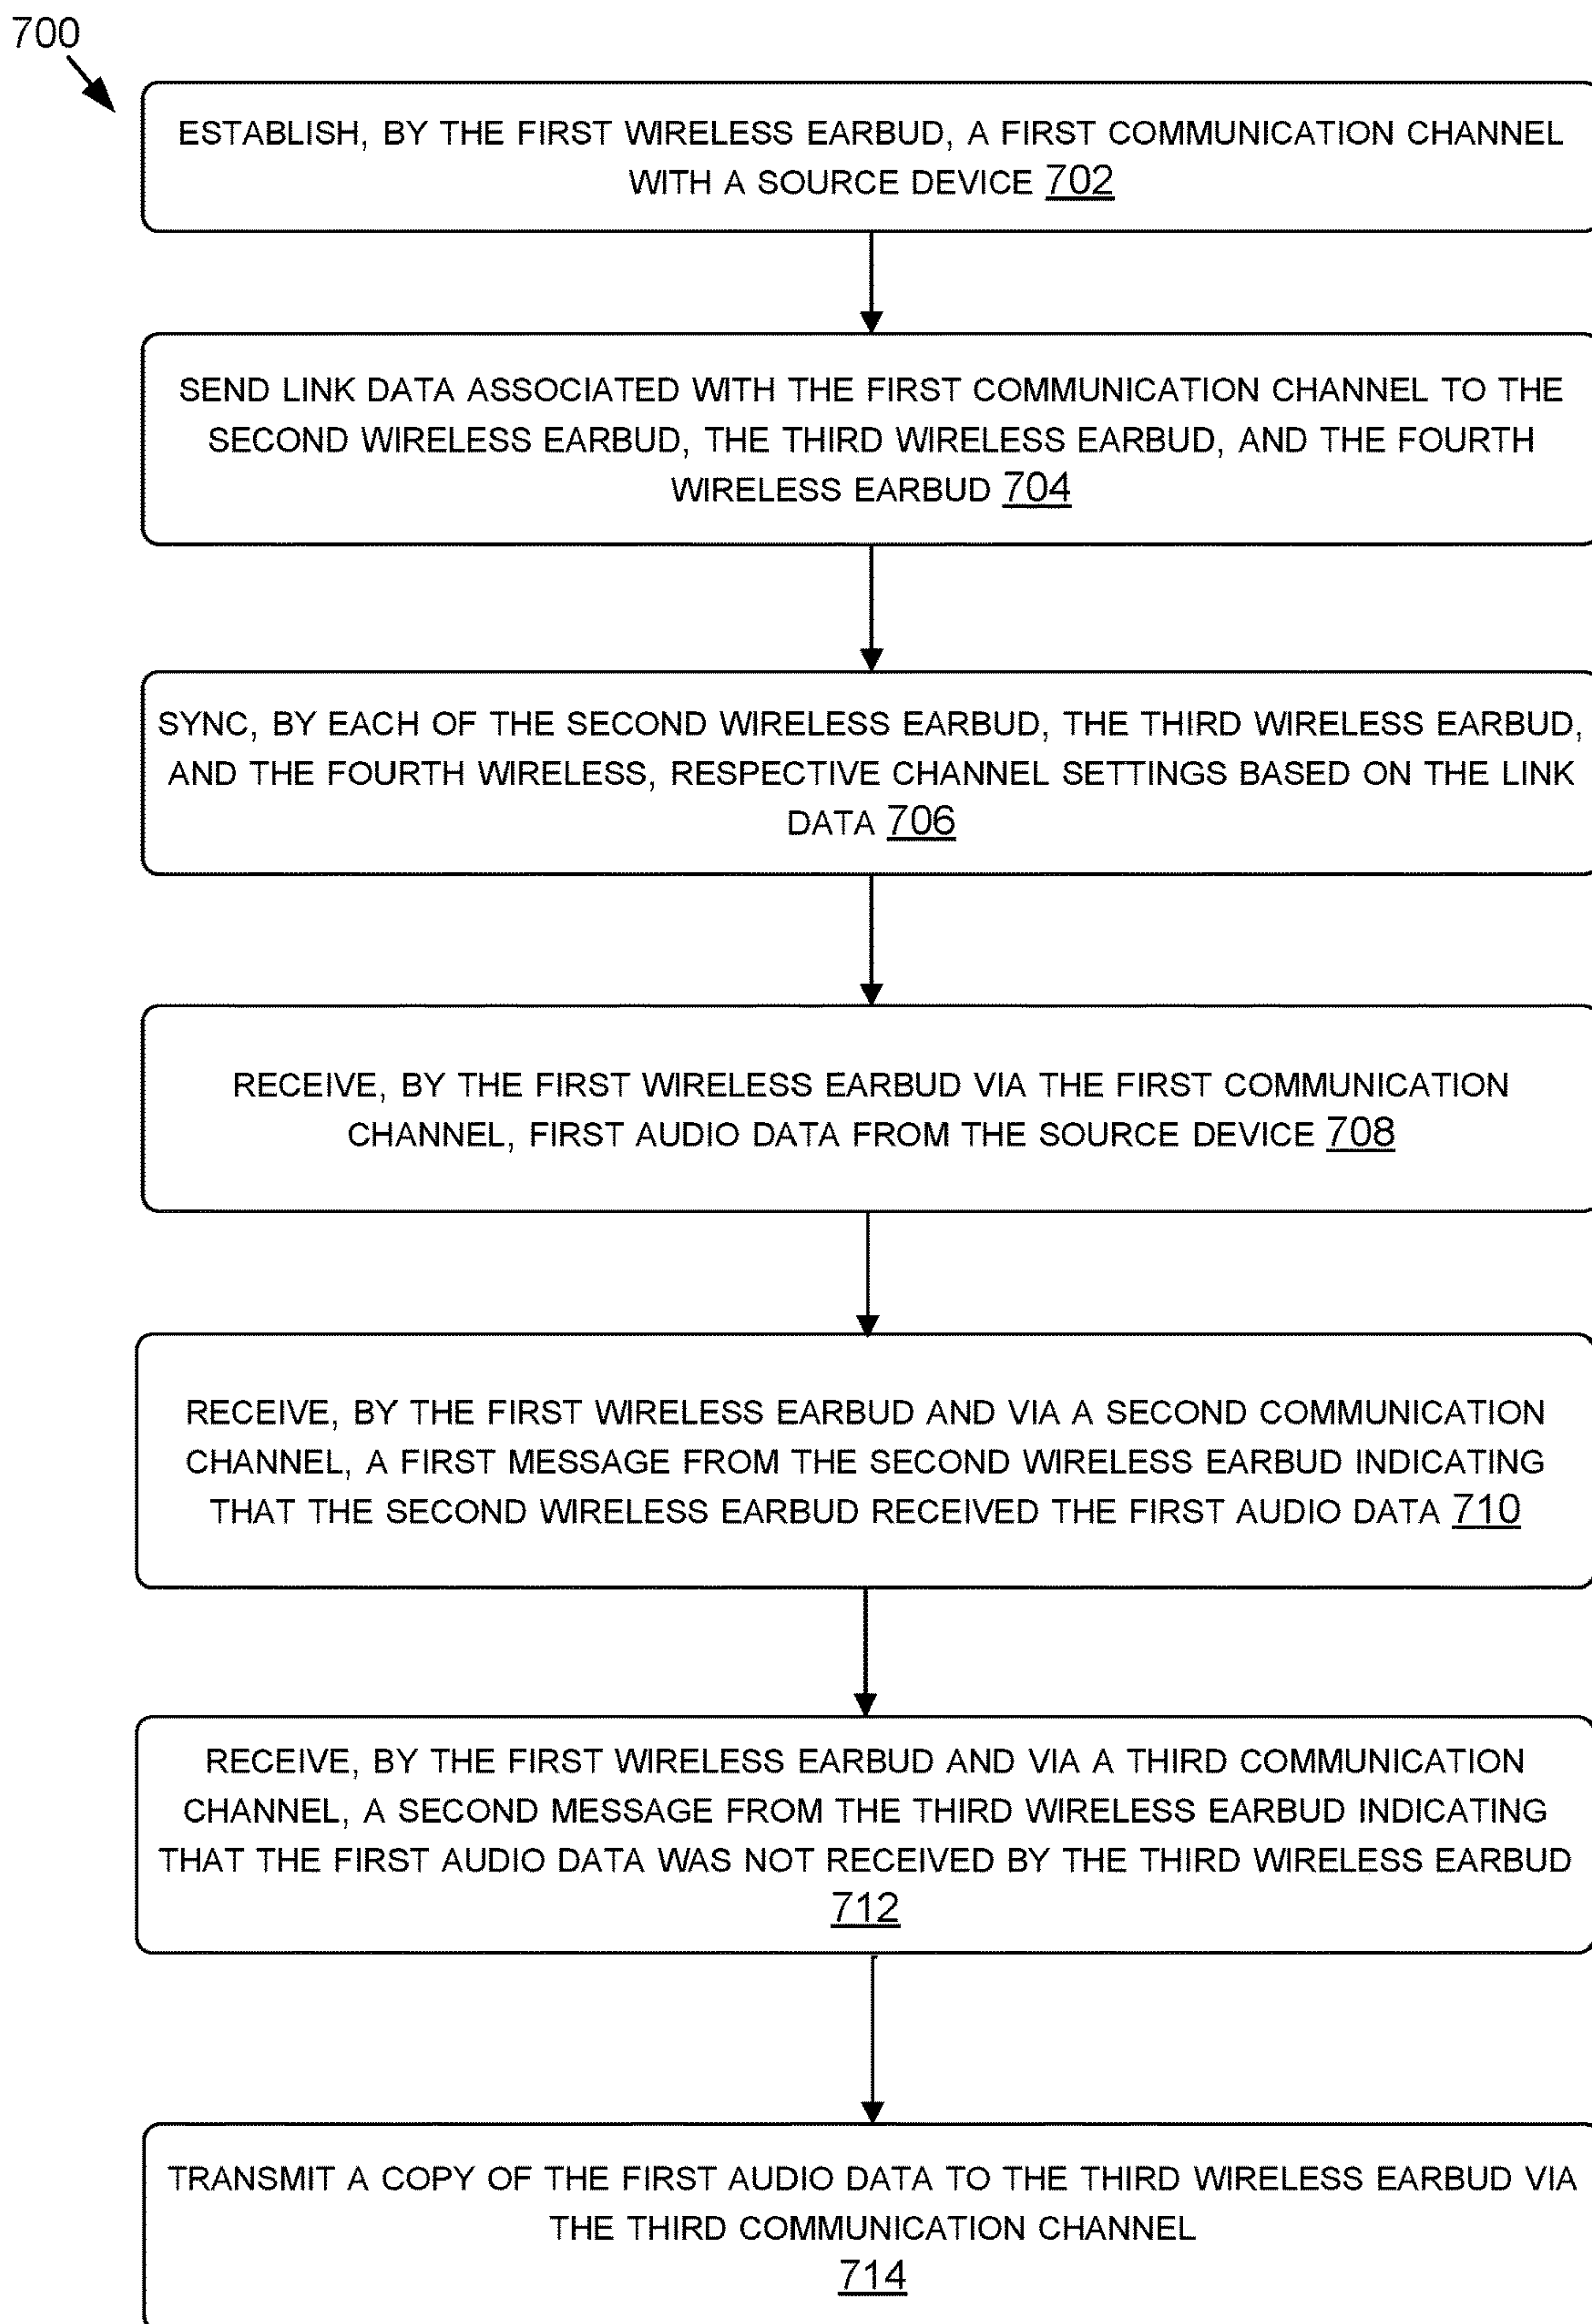 700
ESTABLISH, BY THE FIRST WIRELESS EARBUD, A FIRST COMMUNICATION CHANNEL
WITH A SOURCE DEVICE 702
SEND LINK DATA ASSOCIATED WITH THE FIRST COMMUNICATION CHANNEL TO THE
SECOND WIRELESS EARBUD, THE THIRD WIRELESS EARBUD, AND THE FOURTH
WIRELESS EARBUD 704
SYNC, BY EACH OF THE SECOND WIRELESS EARBUD, THE THIRD WIRELESS EARBUD,
AND THE FOURTH WIRELESS, RESPECTIVE CHANNEL SETTINGS BASED ON THE LINK
DATA 706
RECEIVE, BY THE FIRST WIRELESS EARBUD VIA THE FIRST COMMUNICATION
CHANNEL, FIRST AUDIO DATA FROM THE SOURCE DEVICE 708
RECEIVE, BY THE FIRST WIRELESS EARBUD AND VIA A SECOND COMMUNICATION
CHANNEL, A FIRST MESSAGE FROM THE SECOND WIRELESS EARBUD INDICATING
THAT THE SECOND WIRELESS EARBUD RECEIVED THE FIRST AUDIO DATA 710
RECEIVE, BY THE FIRST WIRELESS EARBUD AND VIA A THIRD COMMUNICATION
CHANNEL, A SECOND MESSAGE FROM THE THIRD WIRELESS EARBUD INDICATING
THAT THE FIRST AUDIO DATA WAS NOT RECEIVED BY THE THIRD WIRELESS EARBUD
712
TRANSMIT A COPY OF THE FIRST AUDIO DATA TO THE THIRD WIRELESS EARBUD VIA
THE THIRD COMMUNICATION CHANNEL
714